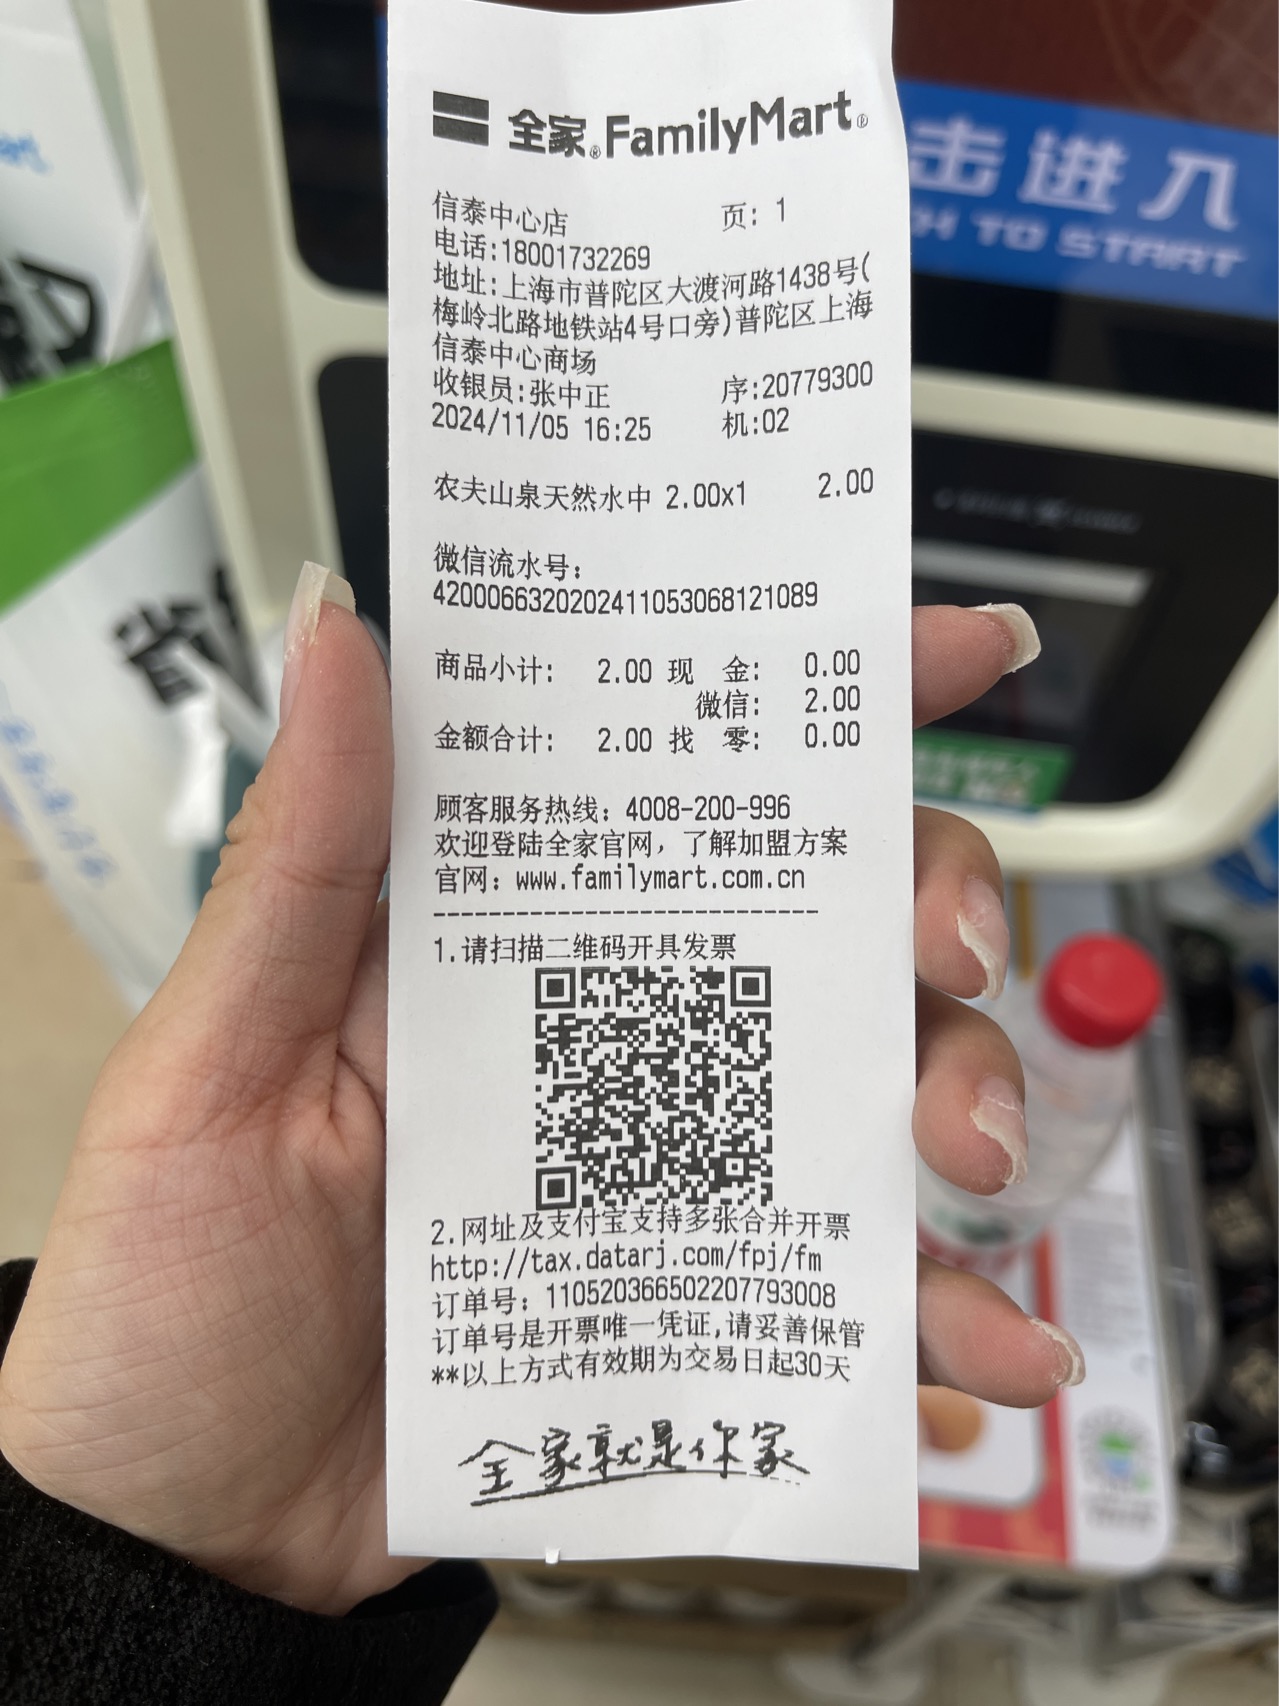 全家®FamilyMart®
信泰中心店 页: 1
电话:18001732269
地址:上海市普陀区大渡河路1438号(
梅岭北路地铁站4号口旁)普陀区上海
信泰中心商场
收银员:张中正 序:20779300
2024/11/05 16:25 机:02
农夫山泉天然水中 2.00x1 2.00
微信流水号:
4200066320202411053068121089
商品小计: 2.00 现 金: 0.00
微信: 2.00
金额合计: 2.00 找 零: 0.00
顾客服务热线: 4008-200-996
欢迎登陆全家官网, 了解加盟方案
官网: www.familymart.com.cn
----------------------------
1.请扫描二维码开具发票
2.网址及支付宝支持多张合并开票
http://tax.datarj.com/fpj/fm
订单号: 110520366502207793008
订单号是开票唯一凭证,请妥善保管
**以上方式有效期为交易日起30天
全家就是你家
击进入
TO START